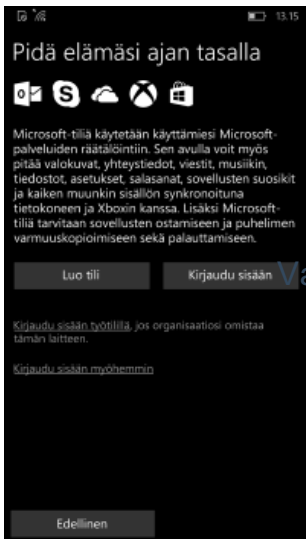 13.15
Pidä elämäsi ajan tasalla
Microsoft-tiliä käytetään käyttämiesi Microsoft-
palveluiden räätälöintiin. Sen avulla voit myös
pitää valokuvat, yhteystiedot, viestit, musiikin,
tiedostot, asetukset, salasanat, sovellusten suosikit
ja kaiken muunkin sisällön synkronoituna
tietokoneen ja Xboxin kanssa. Lisäksi Microsoft-
tiliä tarvitaan sovellusten ostamiseen ja puhelimen
varmuuskopioimiseen sekä palauttamiseen.
Luo tili
Kirjaudu sisään
Kirjaudu sisään työtilillä, jos organisaatiosi omistaa
tämän laitteen.
Kirjaudu sisään myöhemmin
Edellinen